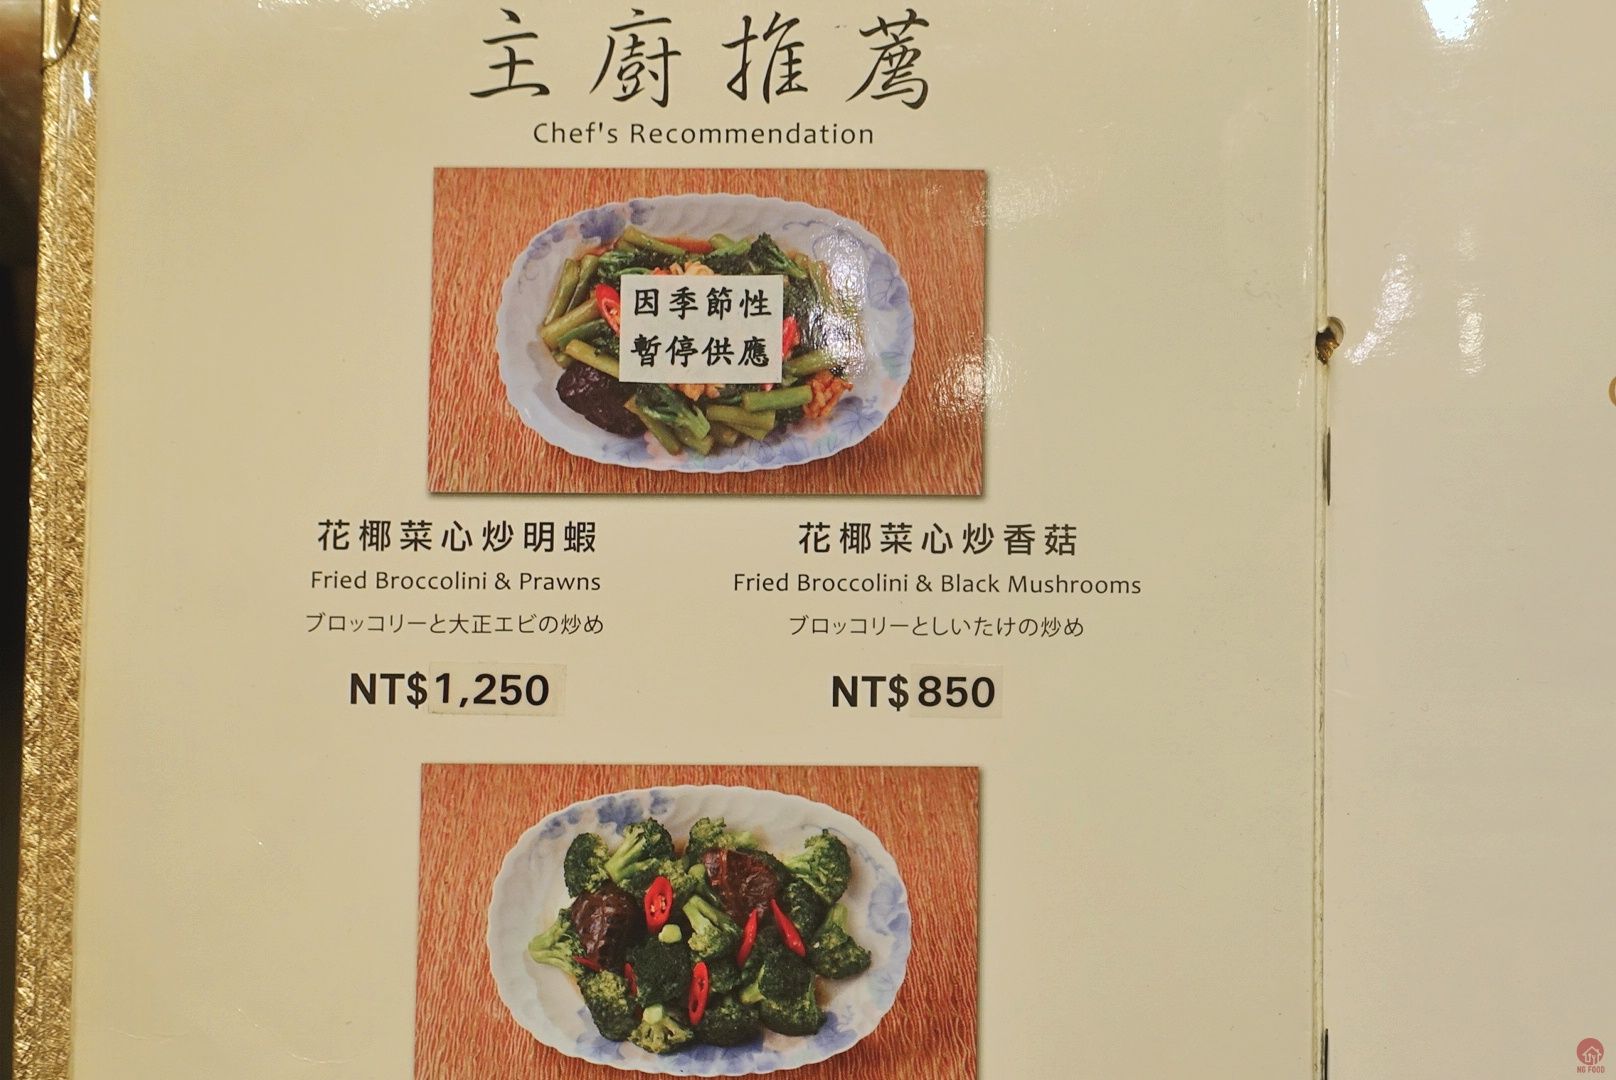 主廚推薦
Chef's Recommendation
因季節性
暫停供應
花椰菜心炒明蝦
Fried Broccolini & Prawns
ブロッコリーと大正エビの炒め
NT$1,250
花椰菜心炒香菇
Fried Broccolini & Black Mushrooms
ブロッコリーとしいたけの炒め
NT$850
NG FOOD